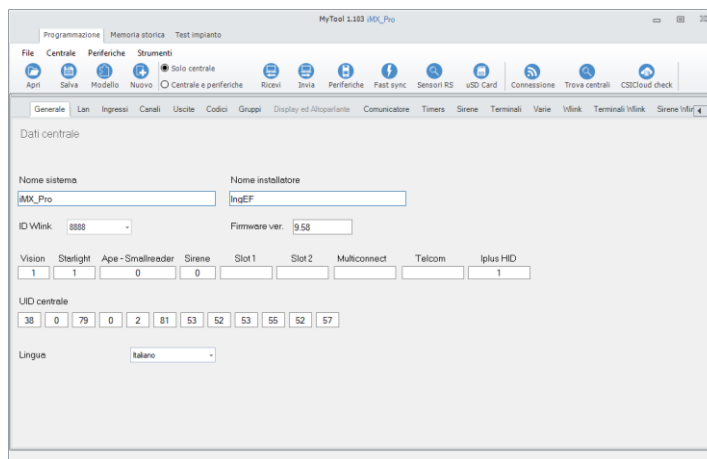 MyTool 1.103 iMX_Pro
Programmazione Memoria storica Test impianto
File Centrale Periferiche Strumenti
Solo centrale
Centrale e periferiche
Apri Salva Modello Nuovo Ricevi Invia Periferiche Fast sync Sensori RS uSD Card Connessione Trova centrali CSICloud check
Generale Lan Ingressi Canali Uscite Codici Gruppi Display ed Altoparlante Comunicatore Timers Sirene Terminali Varie Wlink Terminali Wlink Sirene Wlin
Dati centrale
Nome sistema Nome installatore
iMX_Pro IngEF
ID Wlink 8888 Firmware ver. 9.58
Vision Starlight Ape-Smallreader Sirene Slot 1 Slot 2 Multiconnect Telcom Iplus HID
1 1 0 0 1
UID centrale
38 0 79 0 2 81 53 52 53 55 52 57
Lingua Italiano